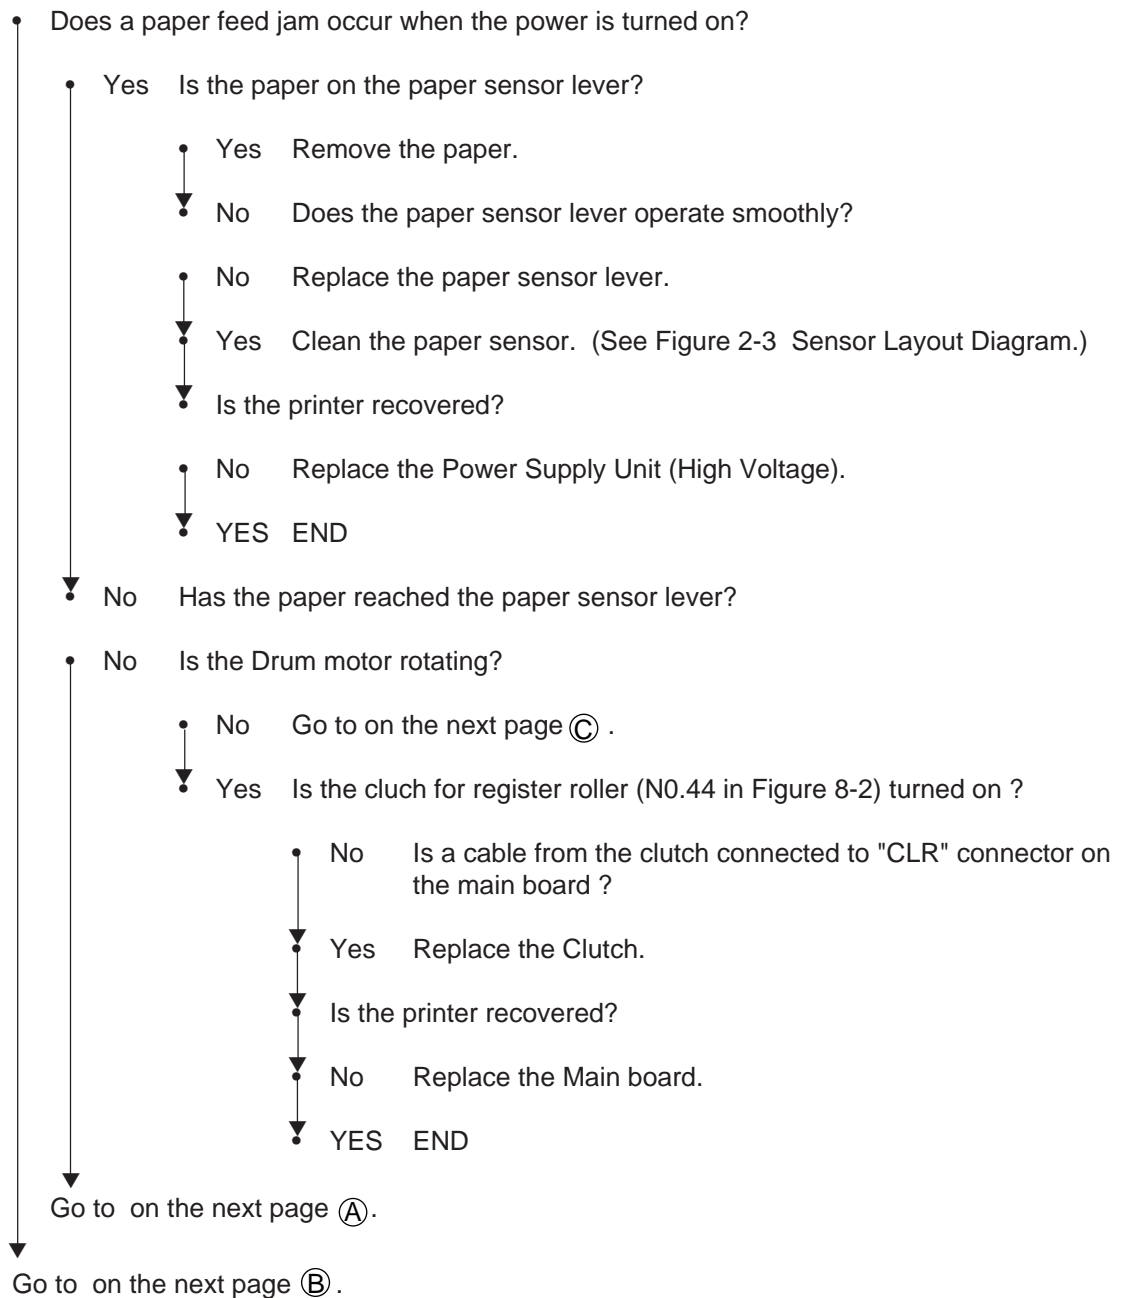 Does a paper feed jam occur when the power is turned on?
Yes Is the paper on the paper sensor lever?
Yes Remove the paper.
No Does the paper sensor lever operate smoothly?
No Replace the paper sensor lever.
Yes Clean the paper sensor. (See Figure 2-3 Sensor Layout Diagram.)
Is the printer recovered?
No Replace the Power Supply Unit (High Voltage).
YES END
No Has the paper reached the paper sensor lever?
No Is the Drum motor rotating?
No Go to on the next page Ⓒ .
Yes Is the cluch for register roller (N0.44 in Figure 8-2) turned on ?
No Is a cable from the clutch connected to "CLR" connector on
the main board ?
Yes Replace the Clutch.
Is the printer recovered?
No Replace the Main board.
YES END
Go to on the next page Ⓐ.
Go to on the next page Ⓑ.